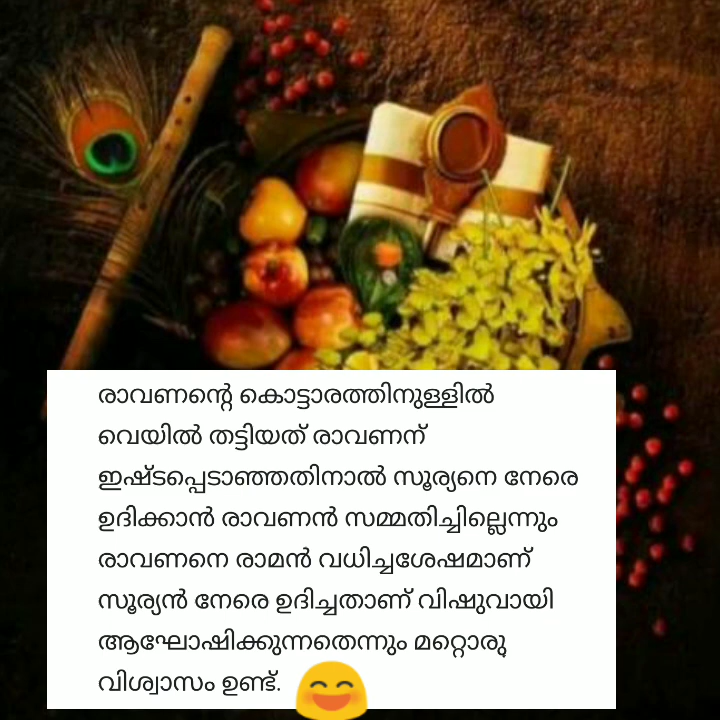 രാവണന്റെ കൊട്ടാരത്തിനുള്ളിൽ
വെയിൽ തട്ടിയത് രാവണന്
ഇഷ്ടപ്പെടാഞ്ഞതിനാൽ സൂര്യനെ നേരെ
ഉദിക്കാൻ രാവണൻ സമ്മതിച്ചില്ലെന്നും
രാവണനെ രാമൻ വധിച്ചശേഷമാണ്
സൂര്യൻ നേരെ ഉദിച്ചതാണ് വിഷുവായി
ആഘോഷിക്കുന്നതെന്നും മറ്റൊരു
വിശ്വാസം ഉണ്ട്.